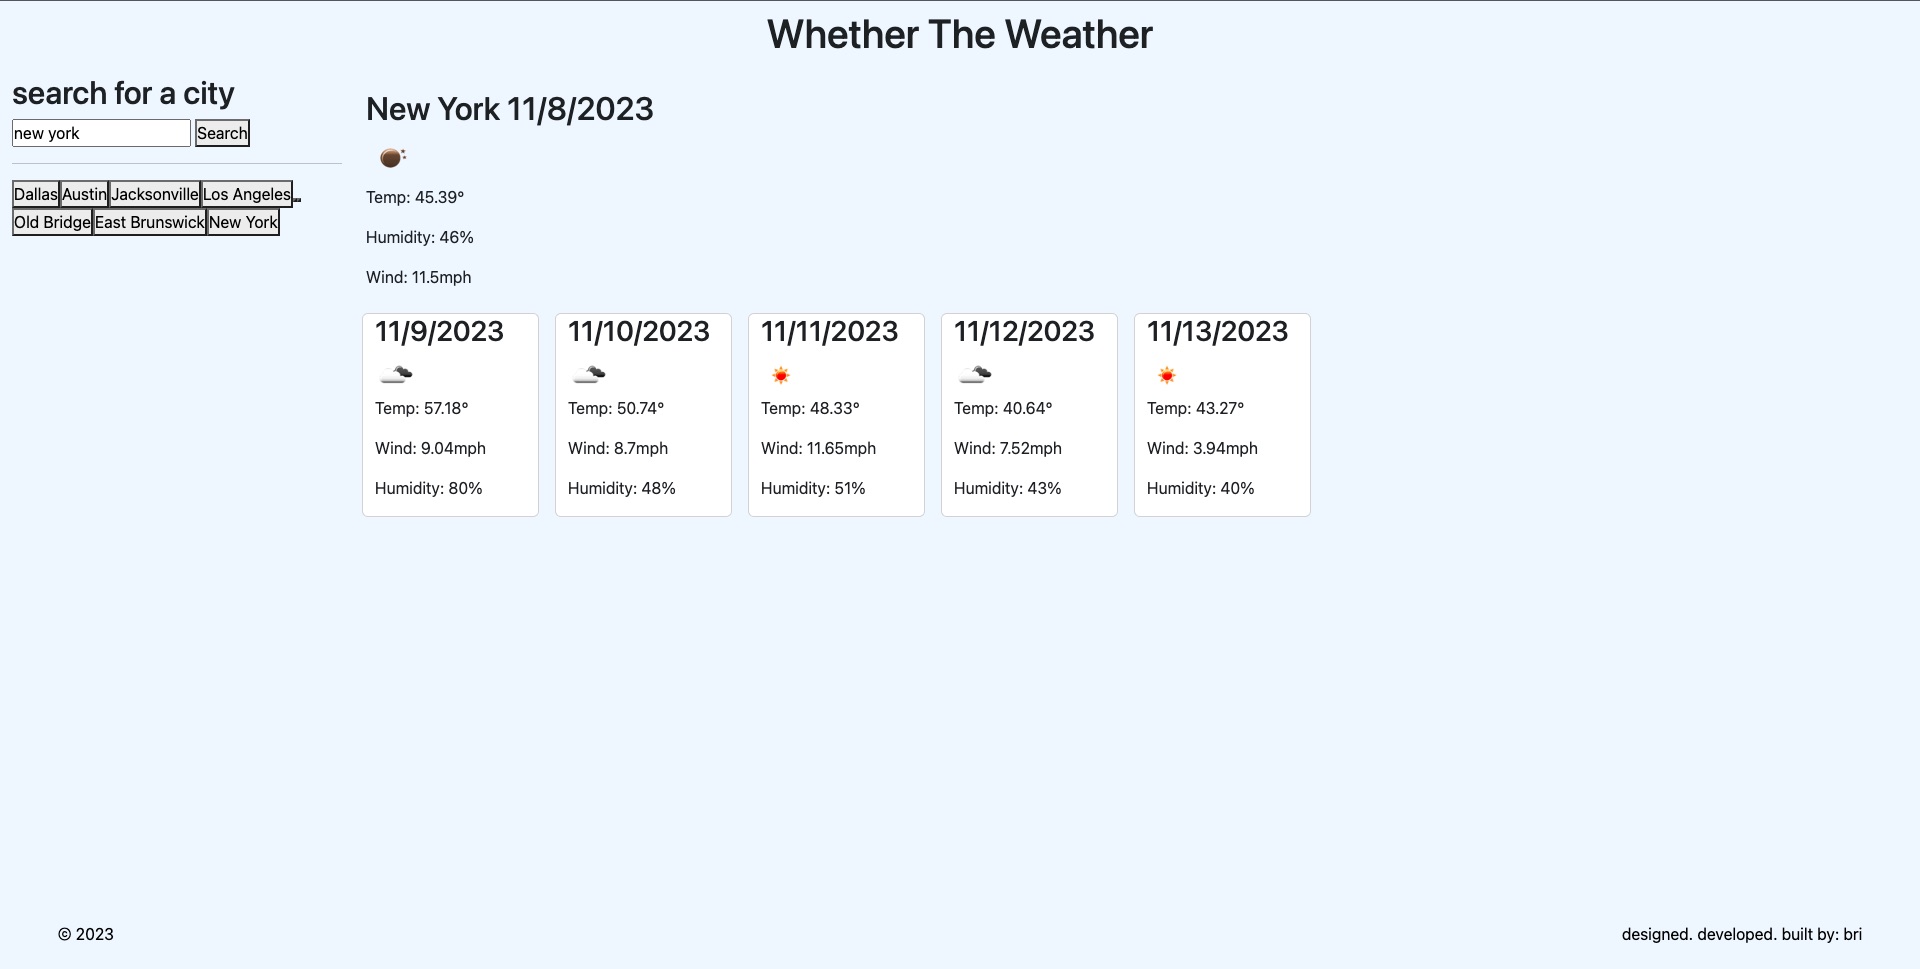 Whether The Weather
search for a city
new york Search
Dallas Austin Jacksonville Los Angeles
Old Bridge East Brunswick New York
New York 11/8/2023
Temp: 45.39°
Humidity: 46%
Wind: 11.5mph
11/9/2023
Temp: 57.18°
Wind: 9.04mph
Humidity: 80%
11/10/2023
Temp: 50.74°
Wind: 8.7mph
Humidity: 48%
11/11/2023
Temp: 48.33°
Wind: 11.65mph
Humidity: 51%
11/12/2023
Temp: 40.64°
Wind: 7.52mph
Humidity: 43%
11/13/2023
Temp: 43.27°
Wind: 3.94mph
Humidity: 40%
© 2023
designed. developed. built by: bri